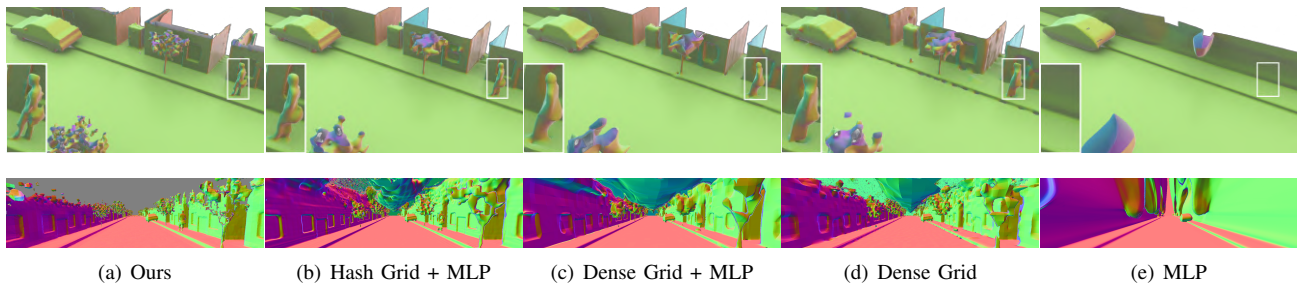 (a) Ours (b) Hash Grid + MLP (c) Dense Grid + MLP (d) Dense Grid (e) MLP